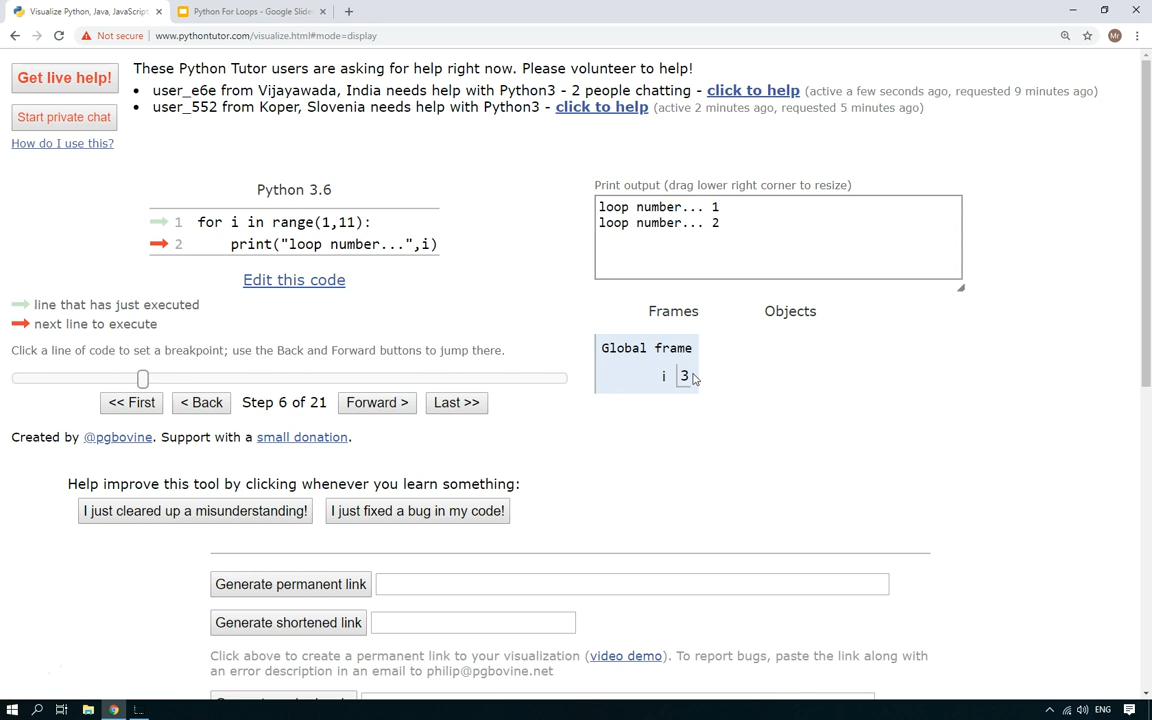 Visualize Python, Java, JavaScript
Python For Loops - Google Slide
Not secure | www.pythontutor.com/visualize.html#mode=display
Mr
Get live help!
These Python Tutor users are asking for help right now. Please volunteer to help!
• user_e6e from Vijayawada, India needs help with Python3 - 2 people chatting - click to help (active a few seconds ago, requested 9 minutes ago)
• user_552 from Koper, Slovenia needs help with Python3 - click to help (active 2 minutes ago, requested 5 minutes ago)
Start private chat
How do I use this?
Python 3.6
1 for i in range(1,11):
2 print("loop number...",i)
Edit this code
line that has just executed
next line to execute
Click a line of code to set a breakpoint; use the Back and Forward buttons to jump there.
<< First
< Back
Step 6 of 21
Forward >
Last >>
Print output (drag lower right corner to resize)
loop number... 1
loop number... 2
Frames
Objects
Global frame
i 3
Created by @pgbovine. Support with a small donation.
Help improve this tool by clicking whenever you learn something:
I just cleared up a misunderstanding!
I just fixed a bug in my code!
Generate permanent link
Generate shortened link
Click above to create a permanent link to your visualization (video demo). To report bugs, paste the link along with
an error description in an email to philip@pgbovine.net
ENG